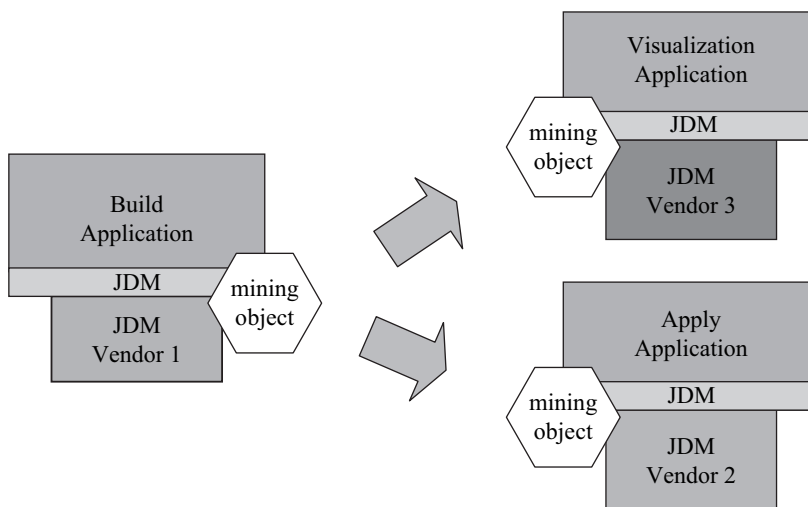 Build
Application
JDM
JDM
Vendor 1
mining
object
Visualization
Application
JDM
mining
object
JDM
Vendor 3
Apply
Application
JDM
mining
object
JDM
Vendor 2